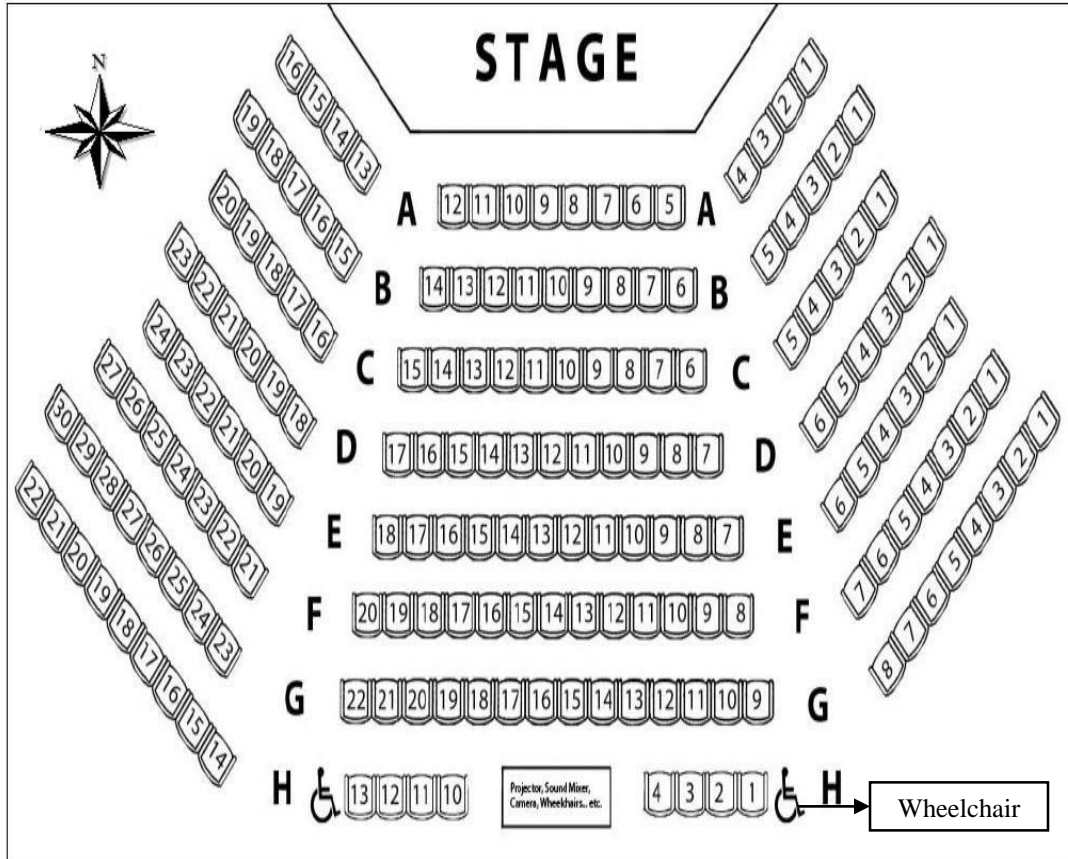 N
STAGE
16 15 14 13
A 12 11 10 9 8 7 6 5 A
4 3 2 1
19 18 17 16 15
B 14 13 12 11 10 9 8 7 6 B
5 4 3 2 1
20 19 18 17 16
C 15 14 13 12 11 10 9 8 7 6 C
5 4 3 2 1
23 22 21 20 19 18
D 17 16 15 14 13 12 11 10 9 8 7 D
6 5 4 3 2 1
24 23 22 21 20 19
E 18 17 16 15 14 13 12 11 10 9 8 7 E
6 5 4 3 2 1
27 26 25 24 23 22 21
F 20 19 18 17 16 15 14 13 12 11 10 9 8 F
7 6 5 4 3 2 1
30 29 28 27 26 25 24 23
G 22 21 20 19 18 17 16 15 14 13 12 11 10 9 G
8 7 6 5 4 3 2 1
22 21 20 19 18 17 16 15 14
H 13 12 11 10
Projector, Sound Mixer,
Camera, Wheelchairs... etc.
4 3 2 1 H
Wheelchair